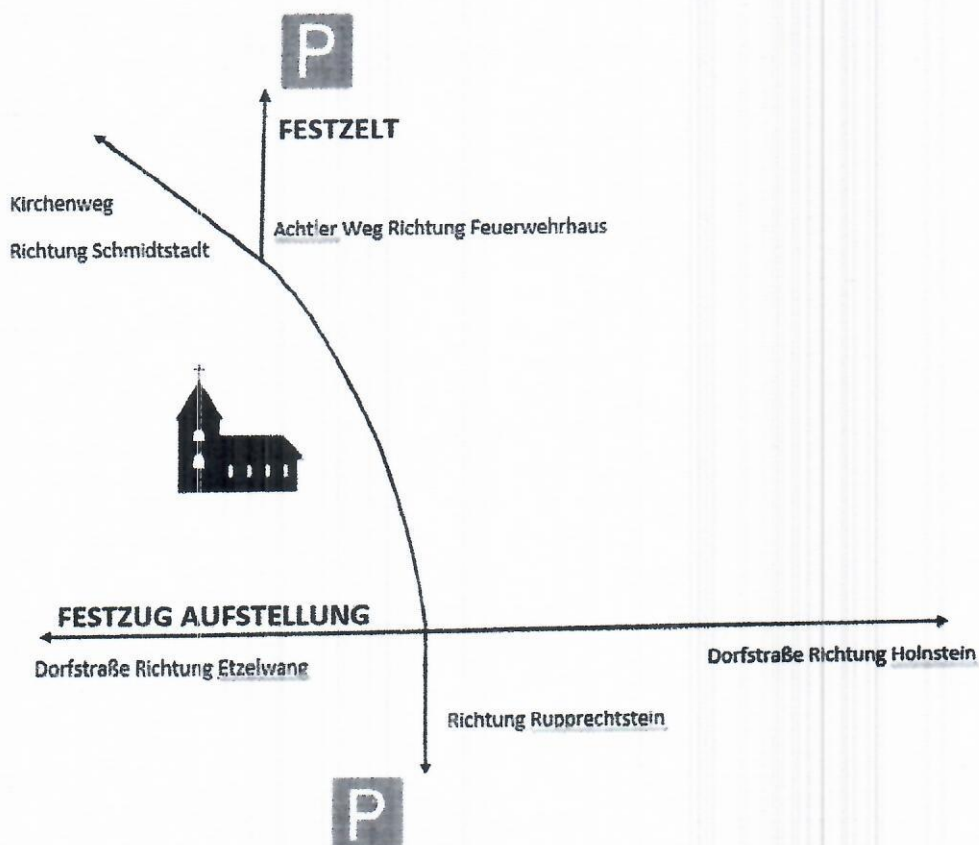 P
FESTZELT
Kirchenweg
Richtung Schmidtstadt
Achtler Weg Richtung Feuerwehrhaus
FESTZUG AUFSTELLUNG
Dorfstraße Richtung Etzelwang
Dorfstraße Richtung Holnstein
Richtung Rupprechtstein
P